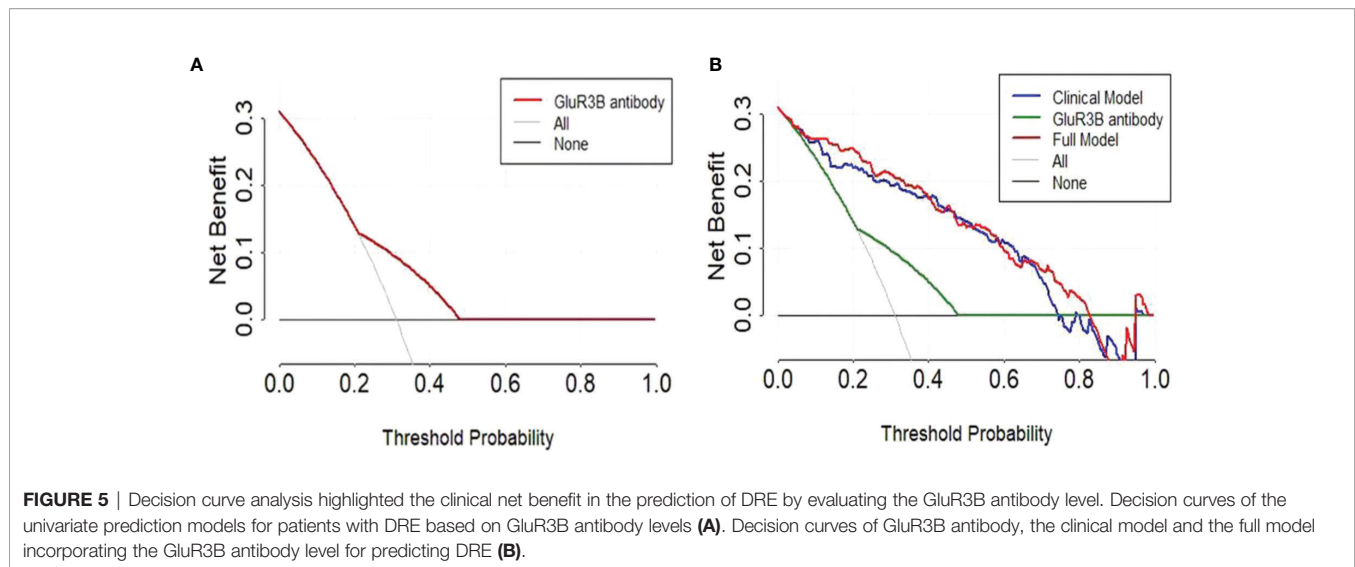 A
GluR3B antibody
All
None
Net Benefit
0.0 0.1 0.2 0.3
0.0 0.2 0.4 0.6 0.8 1.0
Threshold Probability
B
Clinical Model
GluR3B antibody
Full Model
All
None
Net Benefit
0.0 0.1 0.2 0.3
0.0 0.2 0.4 0.6 0.8 1.0
Threshold Probability
FIGURE 5 | Decision curve analysis highlighted the clinical net benefit in the prediction of DRE by evaluating the GluR3B antibody level. Decision curves of the
univariate prediction models for patients with DRE based on GluR3B antibody levels (A). Decision curves of GluR3B antibody, the clinical model and the full model
incorporating the GluR3B antibody level for predicting DRE (B).